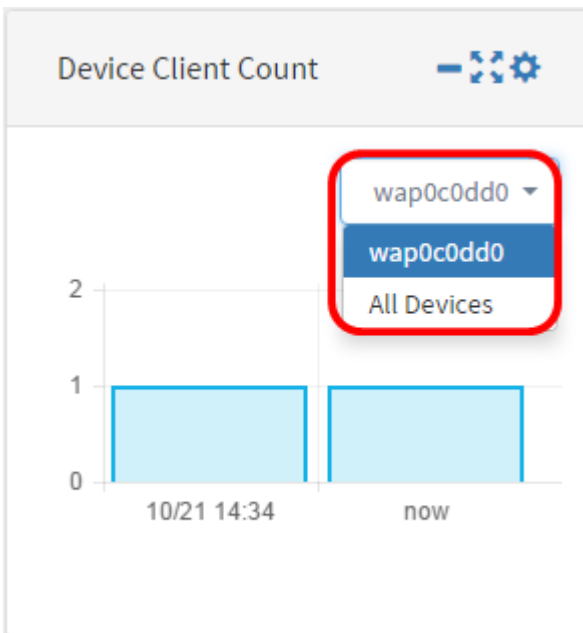 Device Client Count
wap0c0dd0
wap0c0dd0
All Devices
2
1
0
10/21 14:34
now